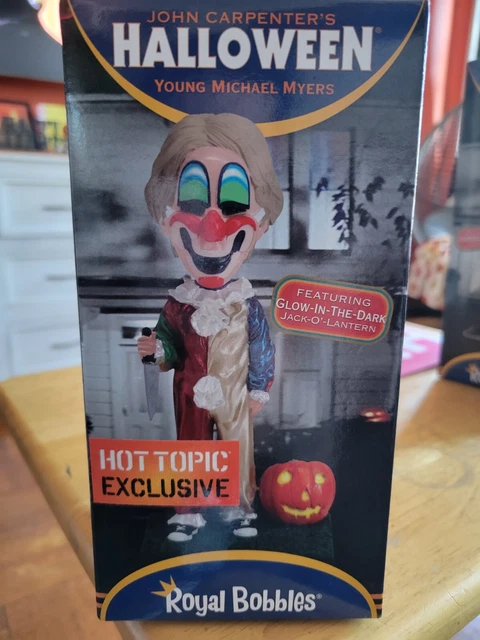 JOHN CARPENTER'S
HALLOWEEN®
YOUNG MICHAEL MYERS
FEATURING
GLOW-IN-THE-DARK
JACK-O'-LANTERN
HOT TOPIC
EXCLUSIVE
Royal Bobbles®